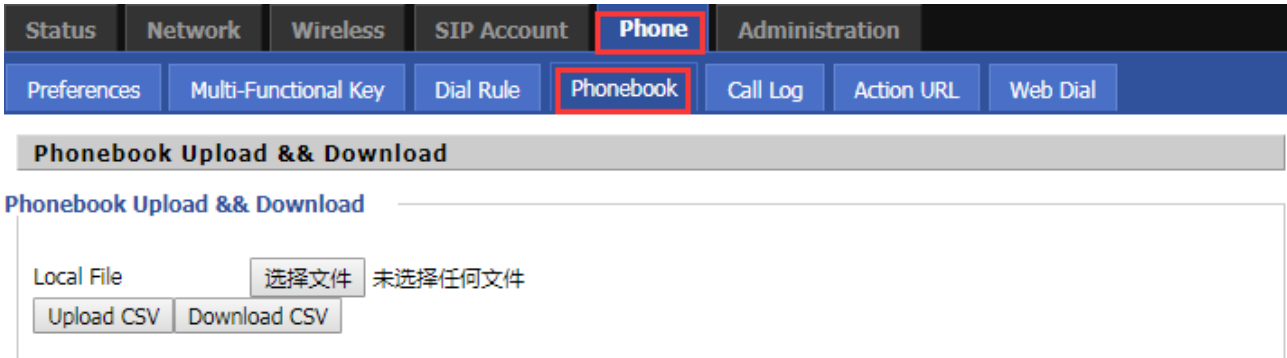 Status Network Wireless SIP Account Phone Administration
Preferences Multi-Functional Key Dial Rule Phonebook Call Log Action URL Web Dial
Phonebook Upload && Download
Phonebook Upload && Download
Local File 选择文件 未选择任何文件
Upload CSV Download CSV